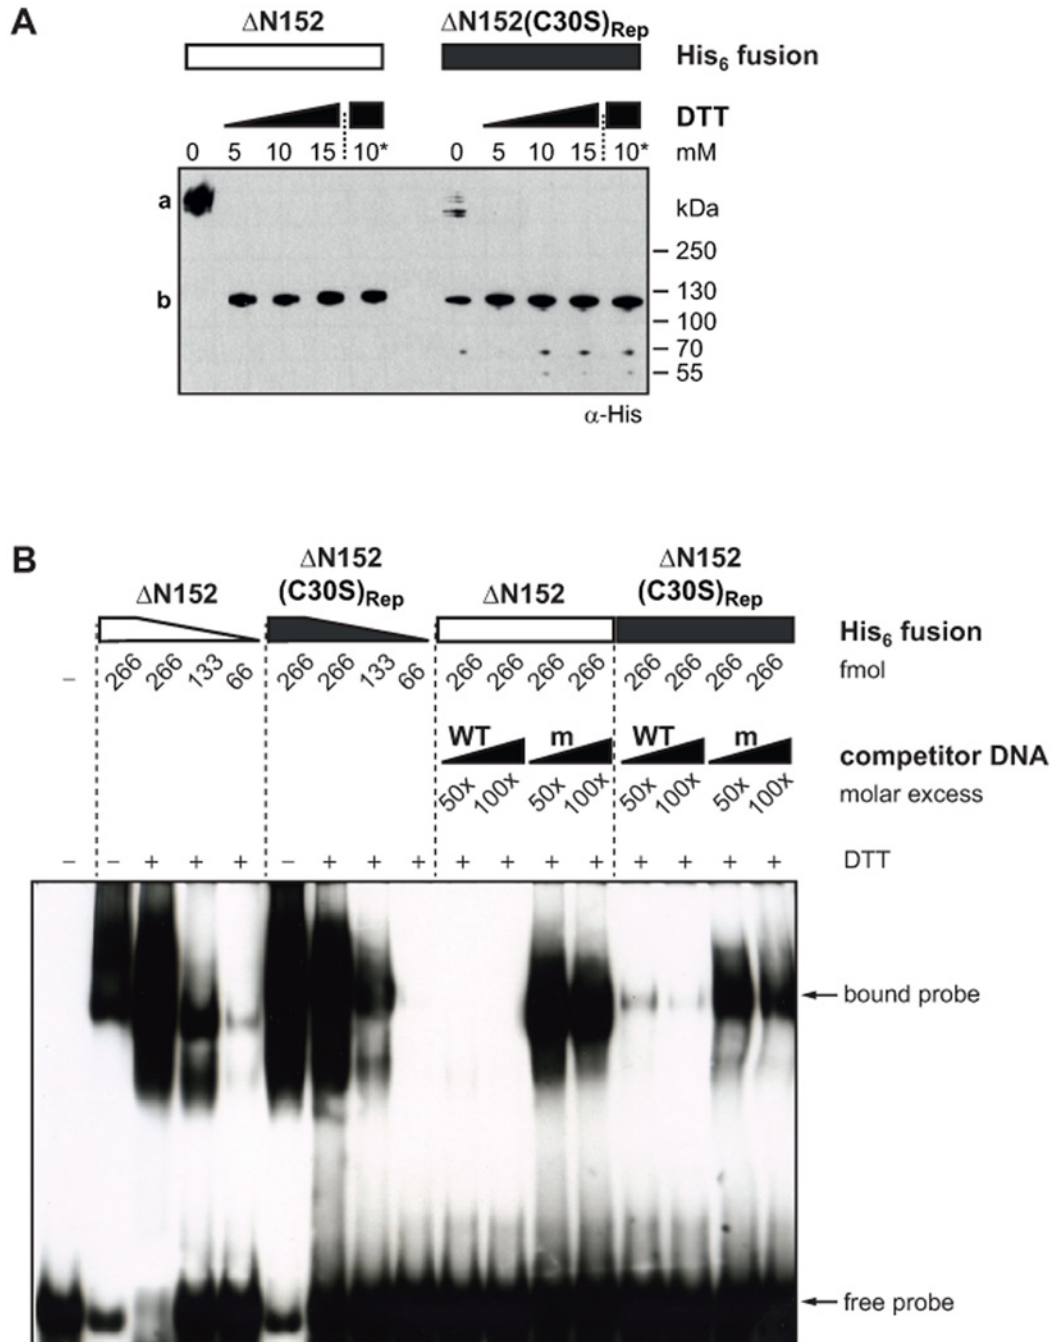 A
ΔN152 ΔN152(C30S)Rep
His6 fusion
DTT
0 5 10 15 10* 0 5 10 15 10* mM
a
kDa
250
b
130
100
70
55
α-His
B
ΔN152 ΔN152 (C30S)Rep ΔN152 ΔN152 (C30S)Rep
His6 fusion
– 266 266 133 66 266 266 133 66 266 266 266 266 266 266 266 266 fmol
WT m WT m competitor DNA
50x 100x 50x 100x 50x 100x 50x 100x molar excess
– – + + + – + + + + + + + + + + + DTT
bound probe
free probe